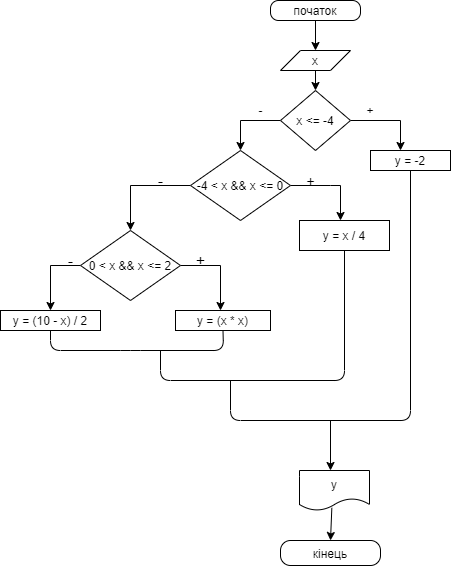 початок
x
x <= -4
-
+
y = -2
-4 < x && x <= 0
-
+
y = x / 4
0 < x && x <= 2
-
+
y = (10 - x) / 2
y = (x * x)
y
кінець